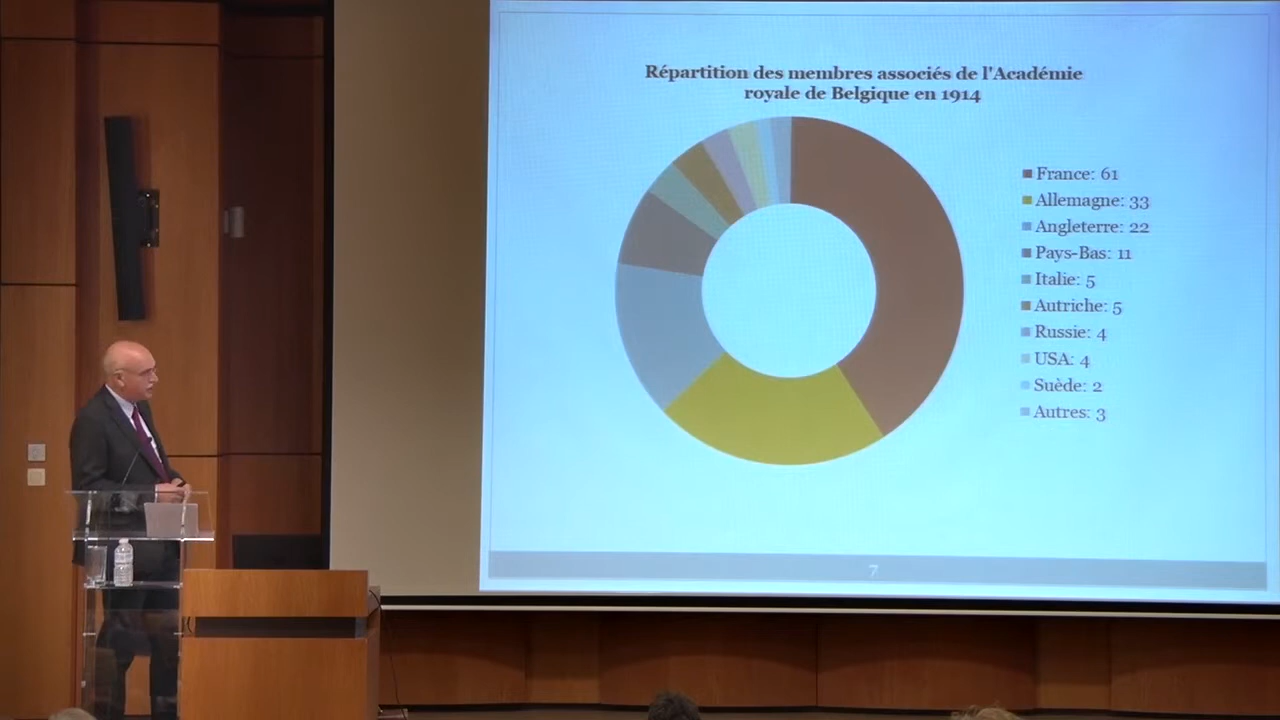 Répartition des membres associés de l'Académie
royale de Belgique en 1914
France: 61
Allemagne: 33
Angleterre: 22
Pays-Bas: 11
Italie: 5
Autriche: 5
Russie: 4
USA: 4
Suède: 2
Autres: 3
7